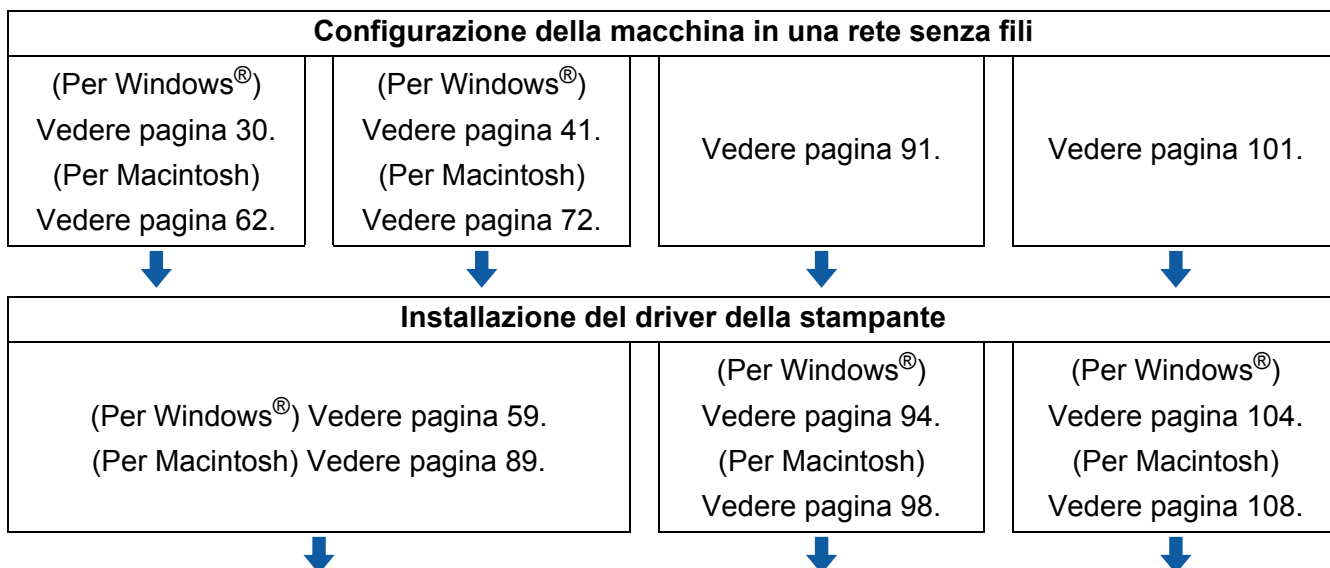 Configurazione della macchina in una rete senza fili
(Per Windows®)
Vedere pagina 30.
(Per Macintosh)
Vedere pagina 62.
(Per Windows®)
Vedere pagina 41.
(Per Macintosh)
Vedere pagina 72.
Vedere pagina 91.
Vedere pagina 101.
Installazione del driver della stampante
(Per Windows®) Vedere pagina 59.
(Per Macintosh) Vedere pagina 89.
(Per Windows®)
Vedere pagina 94.
(Per Macintosh)
Vedere pagina 98.
(Per Windows®)
Vedere pagina 104.
(Per Macintosh)
Vedere pagina 108.